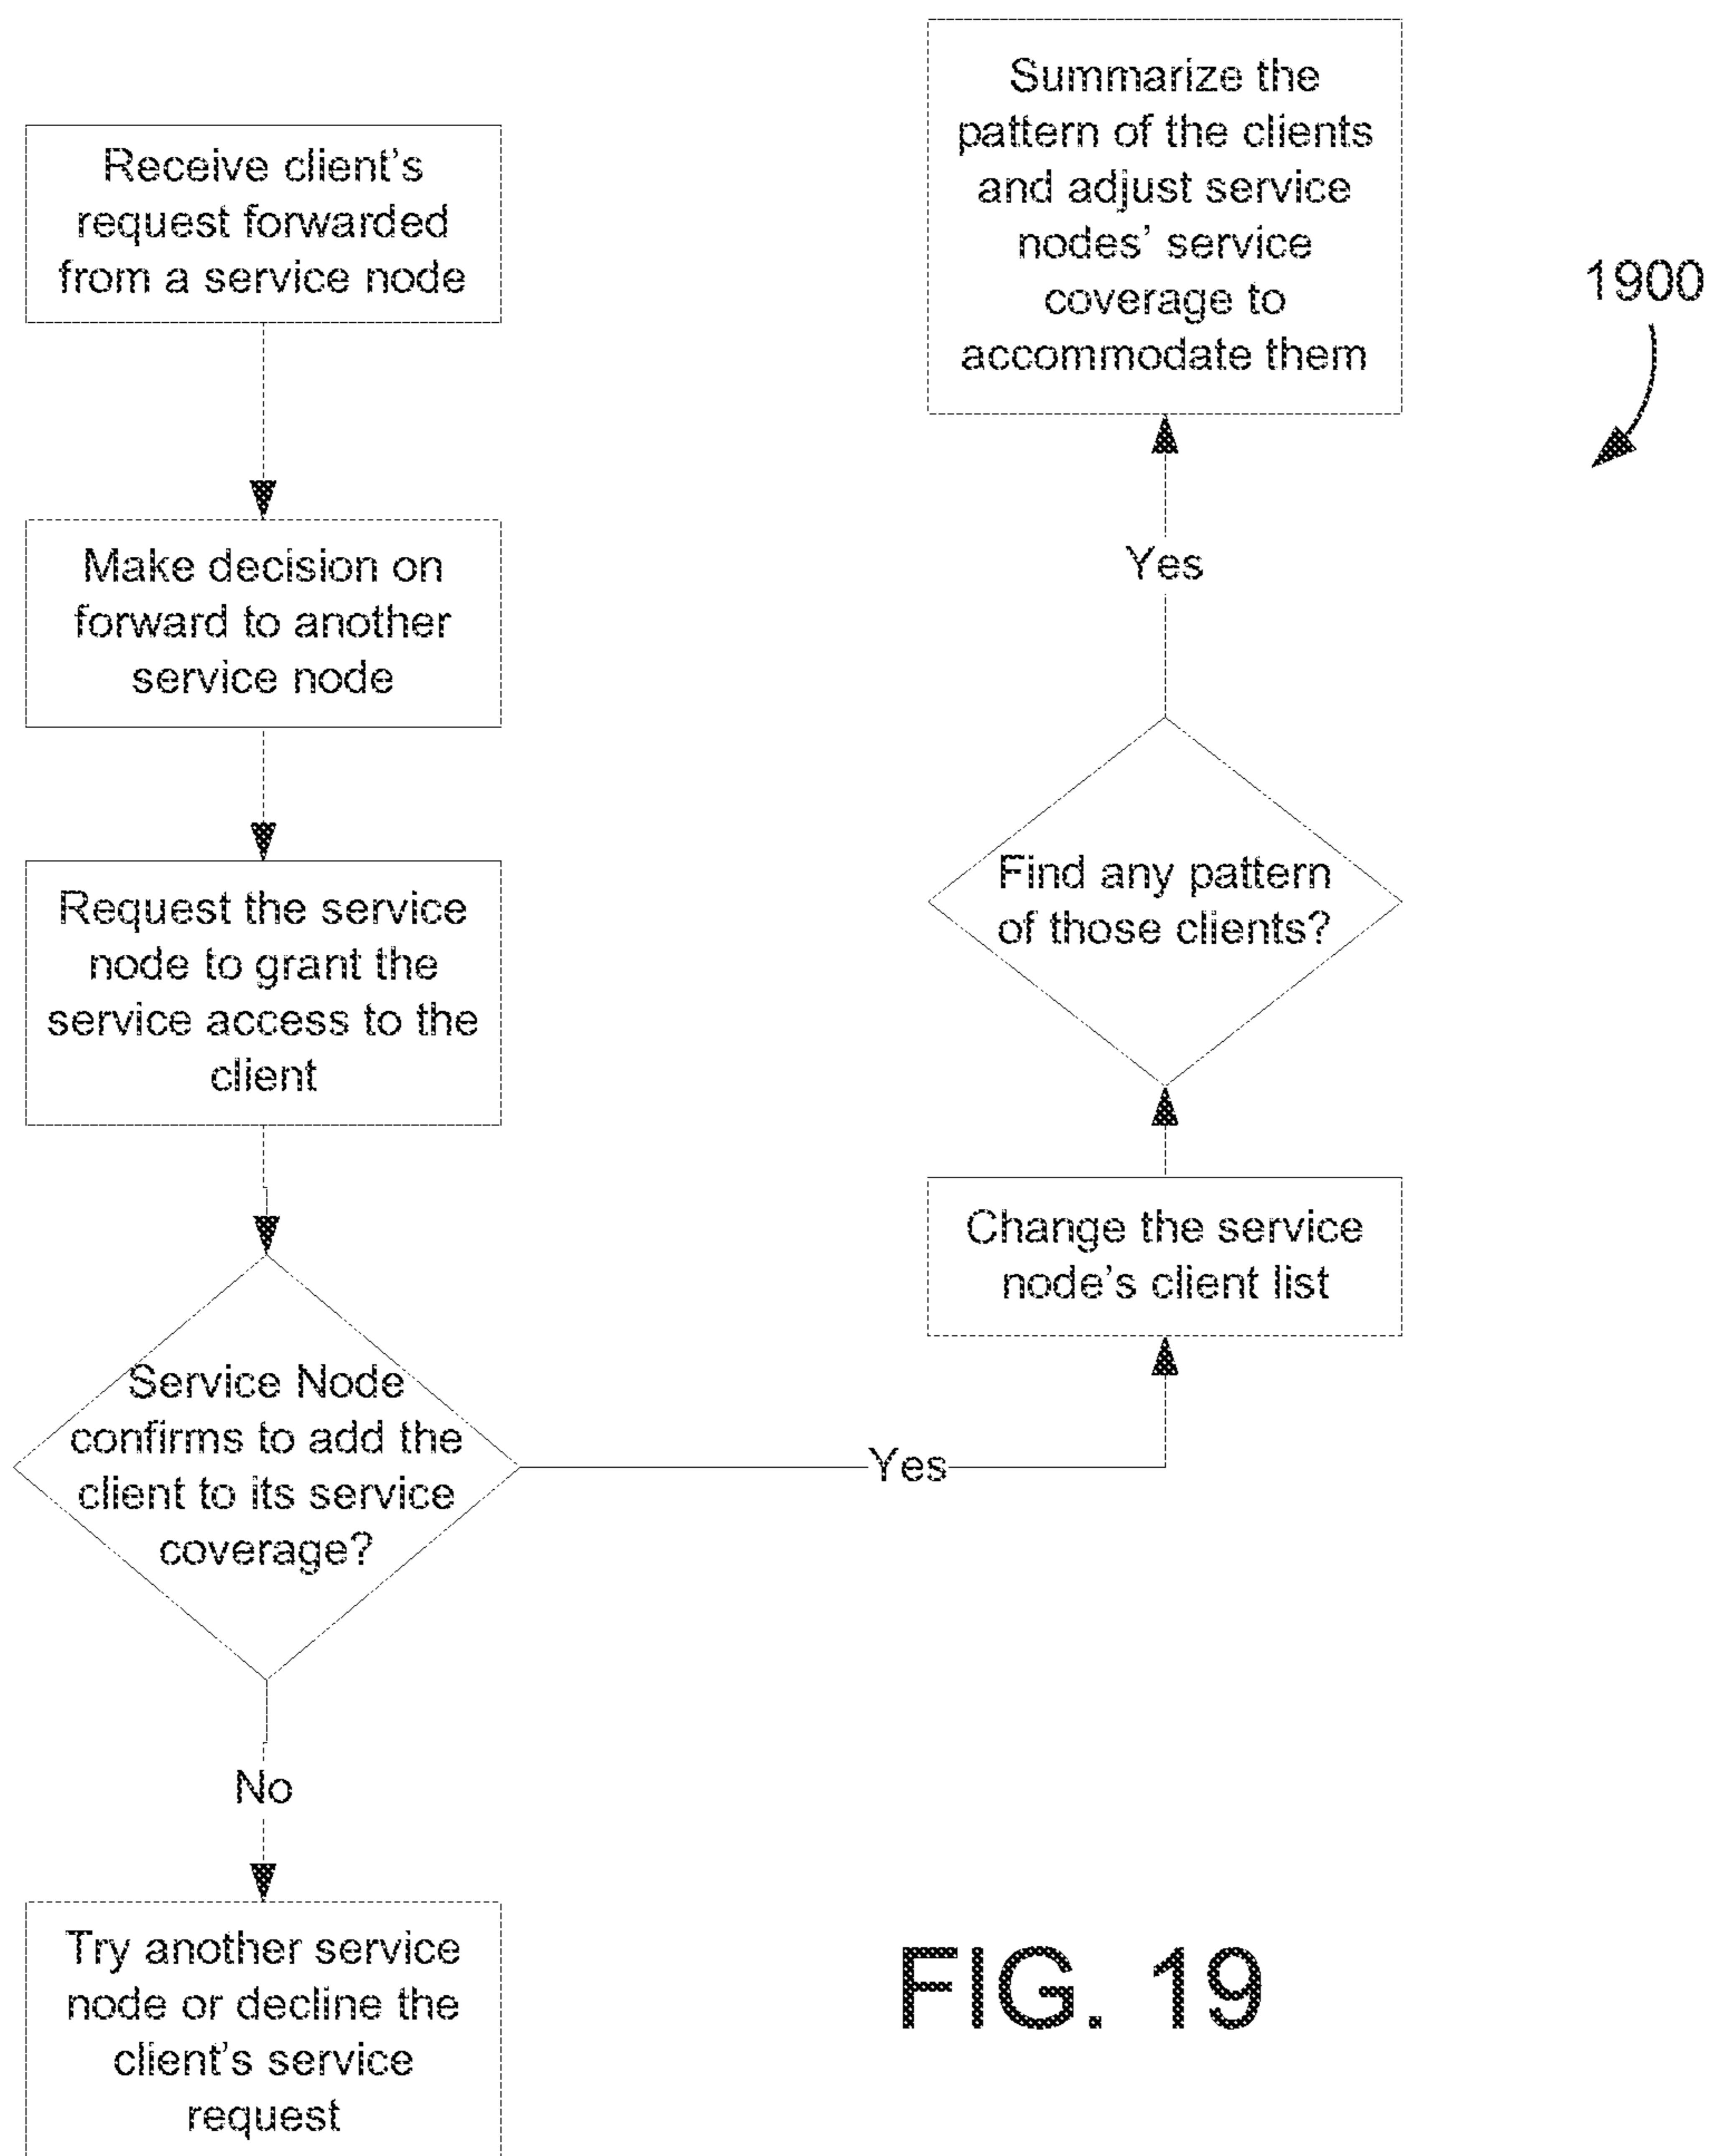 Receive client's
request forwarded
from a service node
Make decision on
forward to another
service node
Request the service
node to grant the
service access to the
client
Service Node
confirms to add the
client to its service
coverage?
No
Try another service
node or decline the
client's service
request
Yes
Change the service
node's client list
Find any pattern
of those clients?
Yes
Summarize the
pattern of the clients
and adjust service
nodes' service
coverage to
accommodate them
1900
FIG. 19